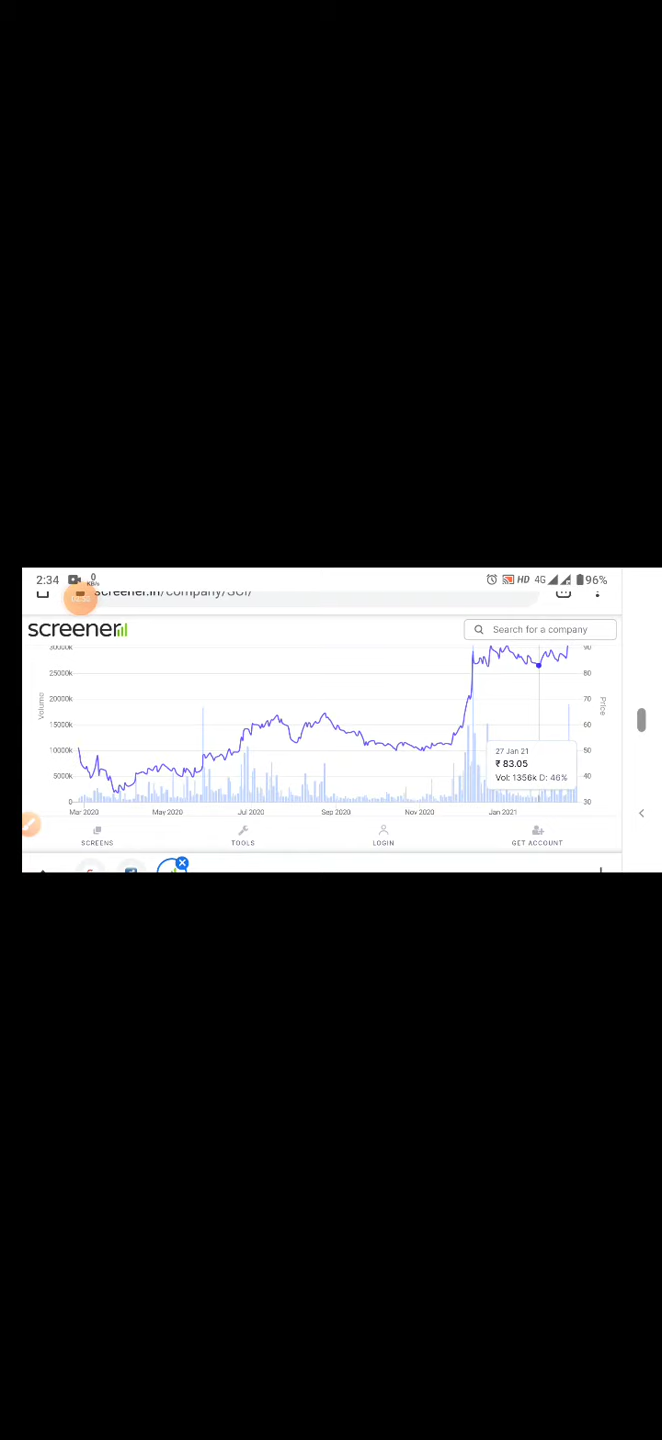 2:34 0 KB/s HD 4G 96%
screener.in/company/SCI/
screener Search for a company
30000k 90
25000k 80
20000k 70
15000k 60
10000k 50
5000k 40
0 30
Volume
Price
27 Jan 21
₹ 83.05
Vol: 1356k D: 46%
Mar 2020 May 2020 Jul 2020 Sep 2020 Nov 2020 Jan 2021
SCREENS TOOLS LOGIN GET ACCOUNT